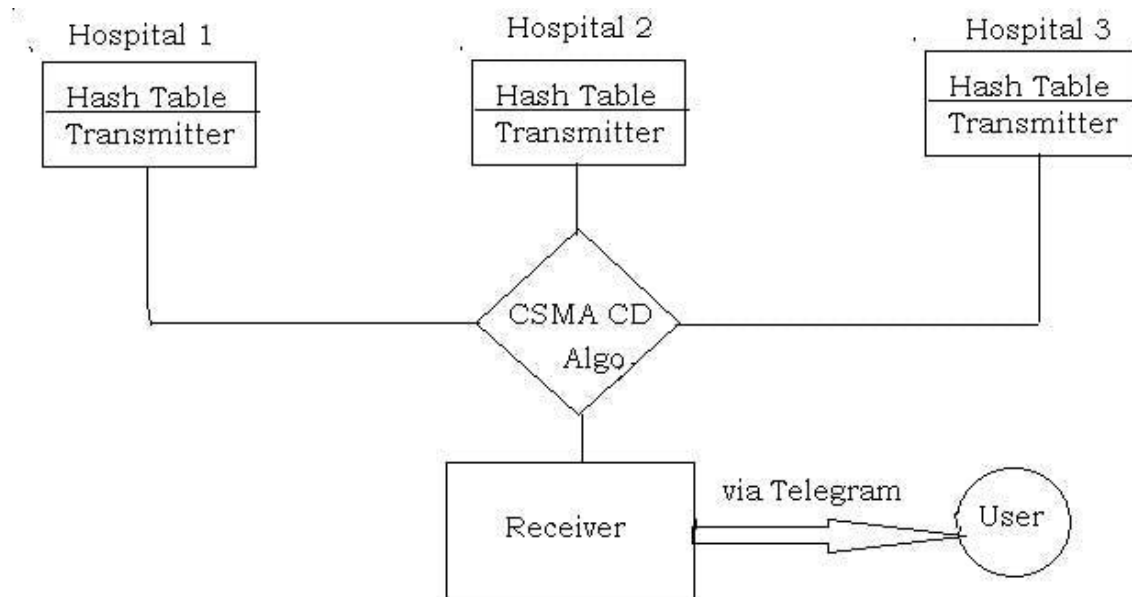 Hospital 1
Hospital 2
Hospital 3
Hash Table
Transmitter
Hash Table
Transmitter
Hash Table
Transmitter
CSMA CD
Algo.
Receiver
via Telegram
User